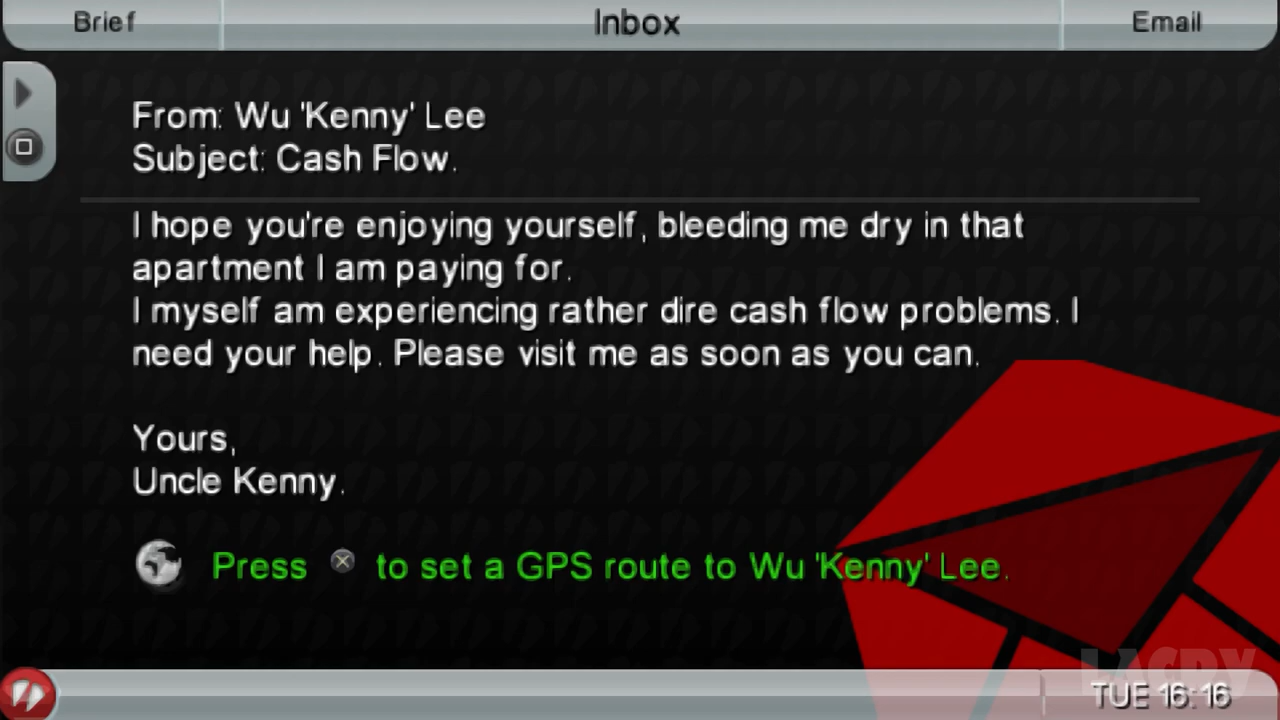 Brief
Inbox
Email
From: Wu 'Kenny' Lee
Subject: Cash Flow.
I hope you're enjoying yourself, bleeding me dry in that
apartment I am paying for.
I myself am experiencing rather dire cash flow problems. I
need your help. Please visit me as soon as you can.
Yours,
Uncle Kenny.
Press to set a GPS route to Wu 'Kenny' Lee.
TUE 16:16